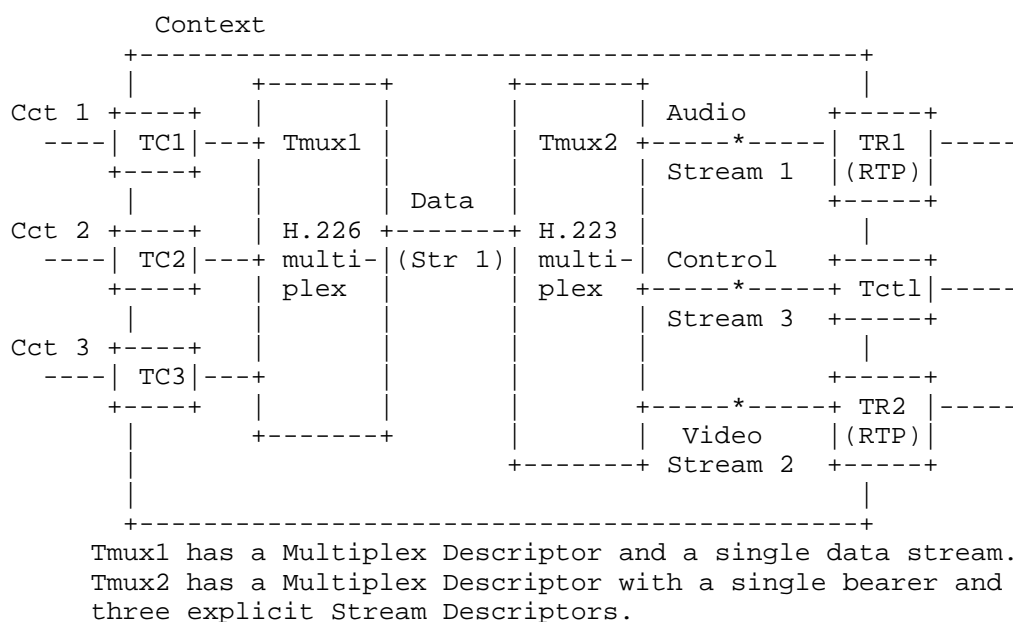 Context
Cct 1 Audio
TC1 Tmux1 Tmux2 * TR1
Stream 1 (RTP)
Data
Cct 2 H.226 H.223
TC2 multi- (Str 1) multi- Control
plex plex * Tctl
Stream 3
Cct 3
TC3
* TR2
Video (RTP)
Stream 2
Tmux1 has a Multiplex Descriptor and a single data stream.
Tmux2 has a Multiplex Descriptor with a single bearer and
three explicit Stream Descriptors.